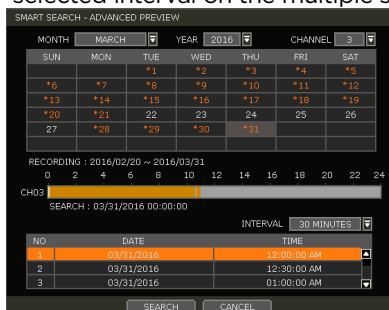 selected interval on the multiple s
SMART SEARCH - ADVANCED PREVIEW
MONTH MARCH YEAR 2016 CHANNEL 3
SUN MON TUE WED THU FRI SAT
*1 *2 *3 *4 *5
*6 *7 *8 *9 *10 *11 *12
*13 *14 *15 *16 *17 *18 *19
*20 *21 22 23 24 25 26
27 *28 *29 *30 *31
RECORDING : 2016/02/20 ~ 2016/03/31
0 2 4 6 8 10 12 14 16 18 20 22 24
CH03
SEARCH : 03/31/2016 00:00:00
INTERVAL 30 MINUTES
NO DATE TIME
1 03/31/2016 12:00:00 AM
2 03/31/2016 12:30:00 AM
3 03/31/2016 01:00:00 AM
SEARCH CANCEL